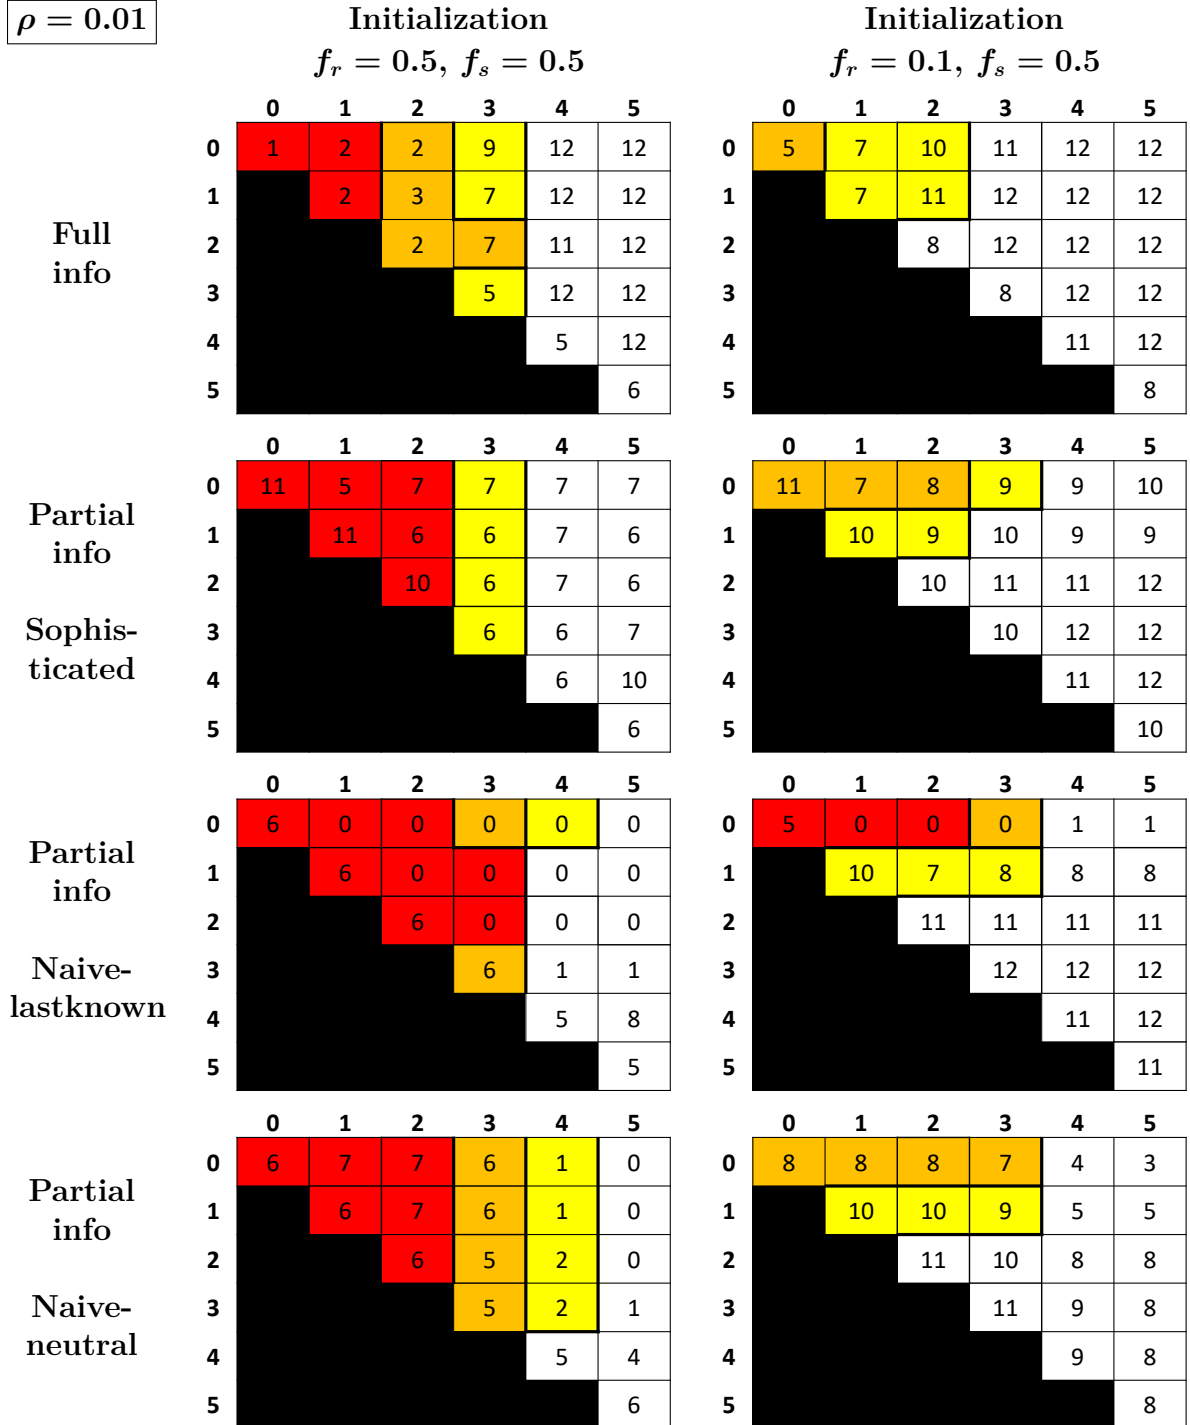 ρ = 0.01
Initialization Initialization
f_r = 0.5, f_s = 0.5 f_r = 0.1, f_s = 0.5
0 1 2 3 4 5 0 1 2 3 4 5
0 1 2 2 9 12 12 0 5 7 10 11 12 12
1 2 3 7 12 12 1 7 11 12 12 12
Full
info
2 2 7 11 12 2 8 12 12 12
3 5 12 12 3 8 12 12
4 5 12 4 11 12
5 6 5 8
0 1 2 3 4 5 0 1 2 3 4 5
0 11 5 7 7 7 7 0 11 7 8 9 9 10
Partial
info
1 11 6 6 7 6 1 10 9 10 9 9
2 10 6 7 6 2 10 11 11 12
Sophis-
ticated
3 6 6 7 3 10 12 12
4 6 10 4 11 12
5 6 5 10
0 1 2 3 4 5 0 1 2 3 4 5
0 6 0 0 0 0 0 0 5 0 0 0 1 1
Partial
info
1 6 0 0 0 0 1 10 7 8 8 8
2 6 0 0 0 2 11 11 11 11
Naive-
lastknown
3 6 1 1 3 12 12 12
4 5 8 4 11 12
5 5 5 11
0 1 2 3 4 5 0 1 2 3 4 5
0 6 7 7 6 1 0 0 8 8 8 7 4 3
Partial
info
1 6 7 6 1 0 1 10 10 9 5 5
2 6 5 2 0 2 11 10 8 8
Naive-
neutral
3 5 2 1 3 11 9 8
4 5 4 4 9 8
5 6 5 8